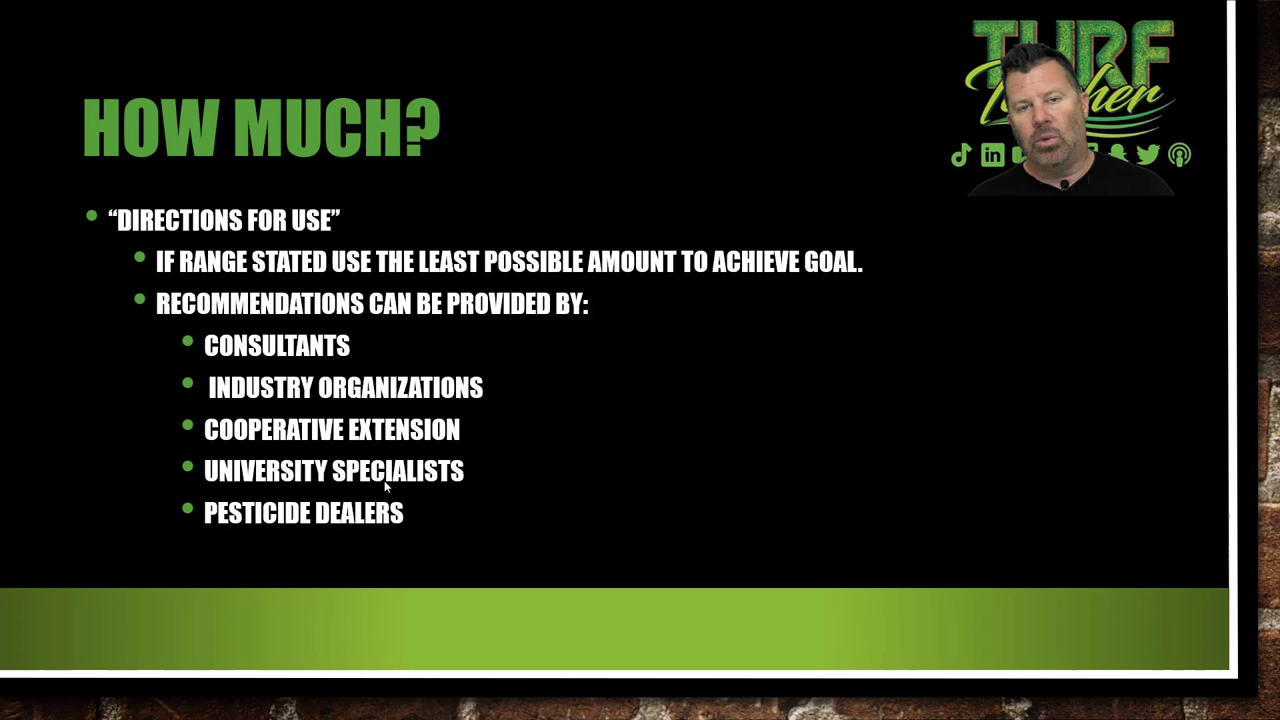 TURF
HOW MUCH?
“DIRECTIONS FOR USE”
IF RANGE STATED USE THE LEAST POSSIBLE AMOUNT TO ACHIEVE GOAL.
RECOMMENDATIONS CAN BE PROVIDED BY:
CONSULTANTS
INDUSTRY ORGANIZATIONS
COOPERATIVE EXTENSION
UNIVERSITY SPECIALISTS
PESTICIDE DEALERS